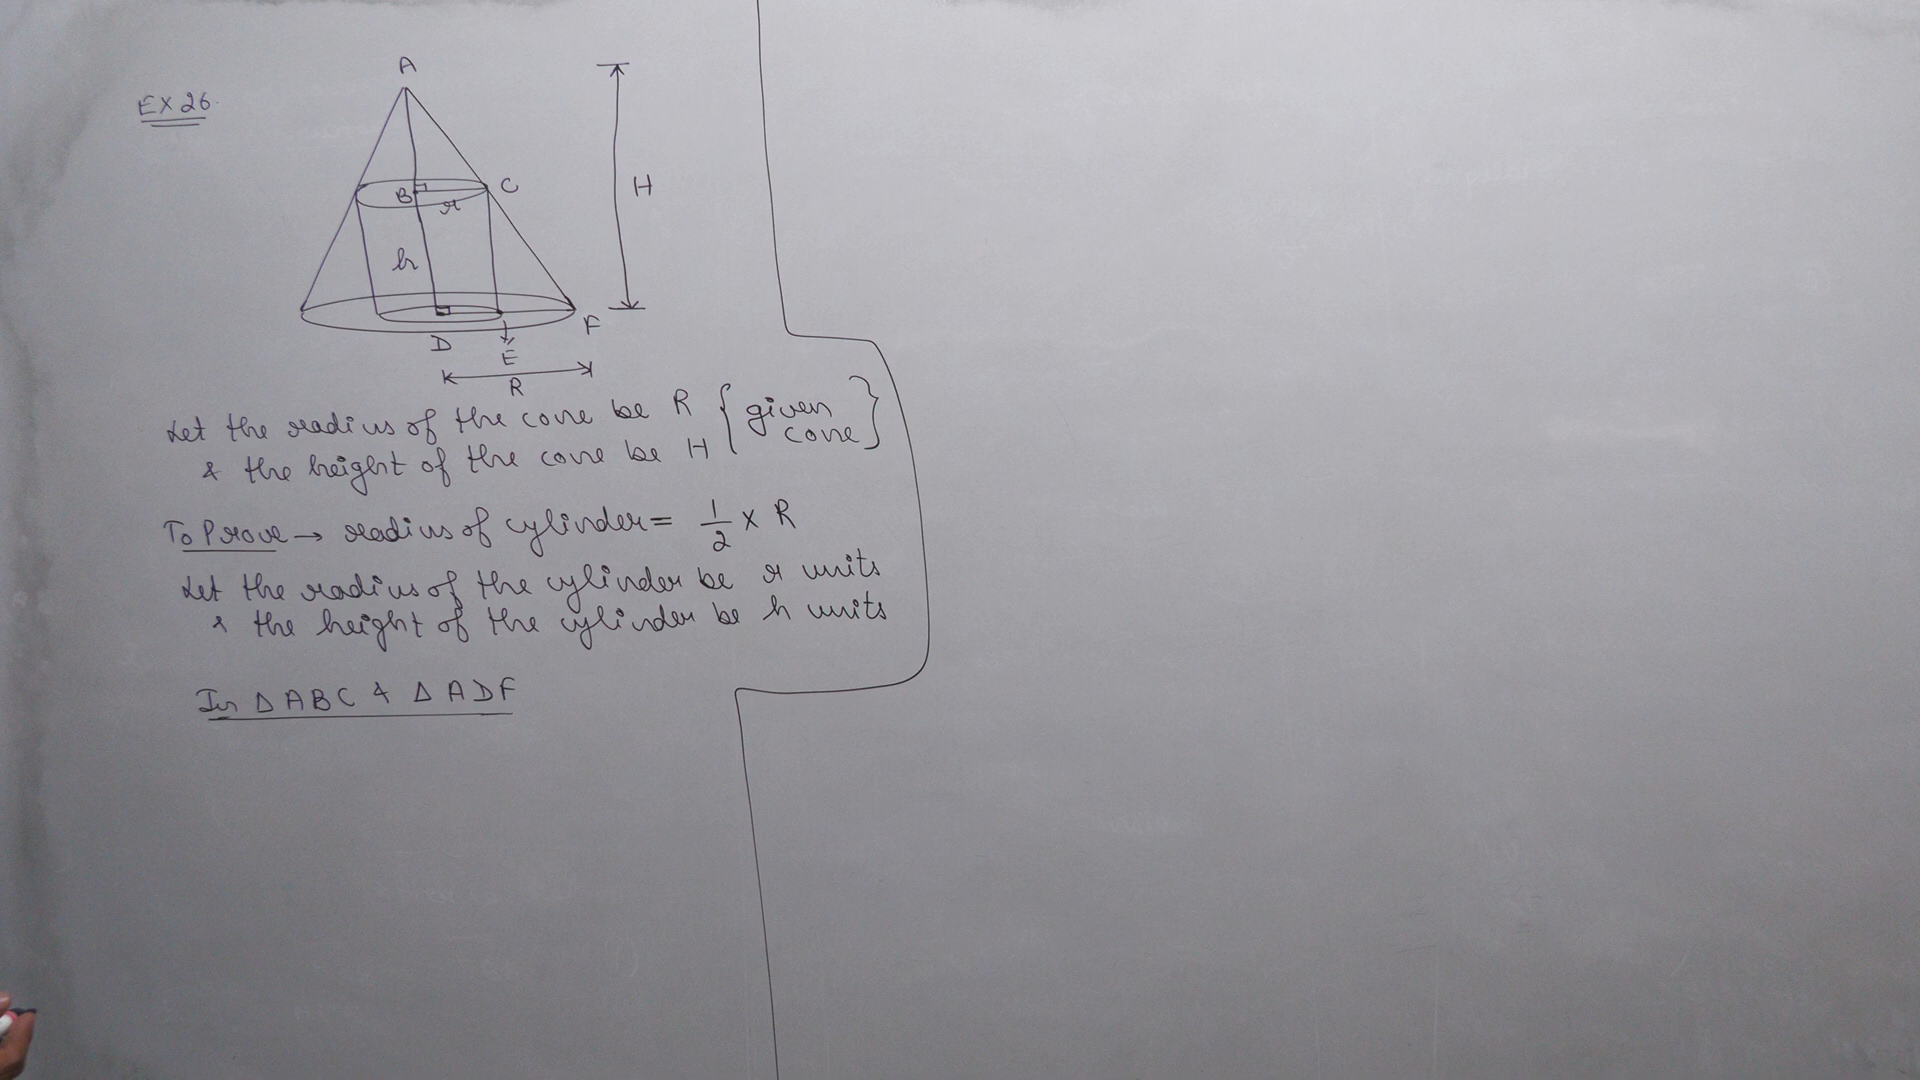 EX 26.
A
H
B
C
r
h
F
D
E
R
Let the radius of the cone be R { given
& the height of the cone be H cone }
To Prove → radius of cylinder = 1/2 × R
Let the radius of the cylinder be r units
& the height of the cylinder be h units
In △ ABC & △ ADF